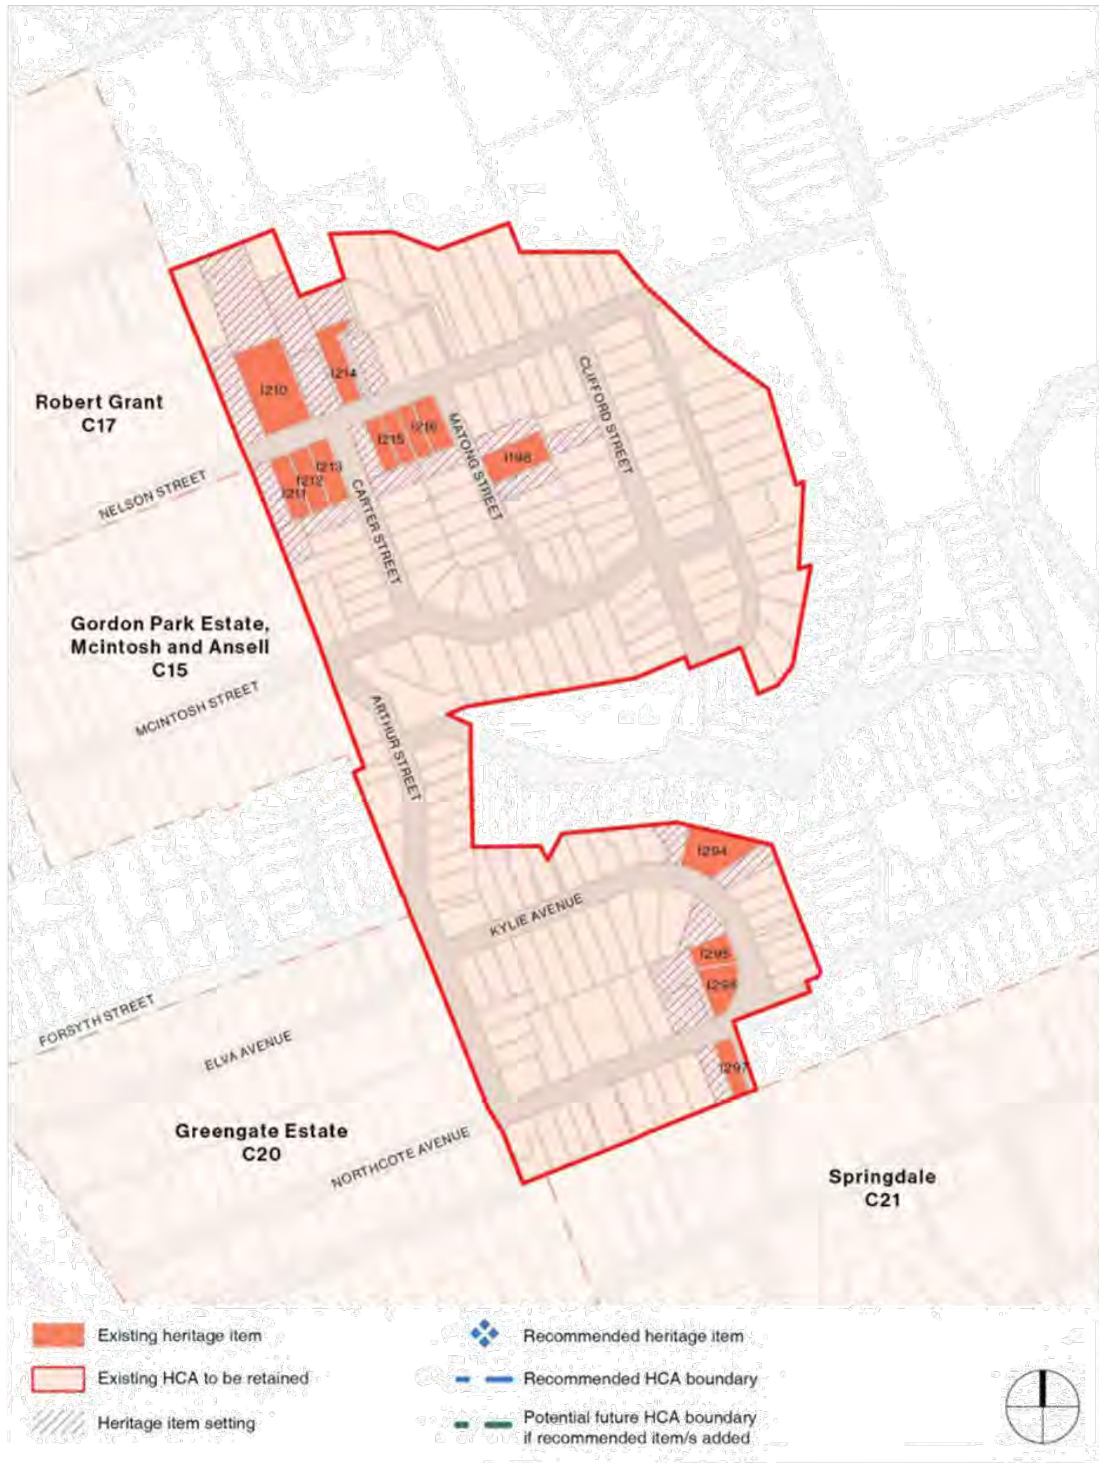 I210
I214
Robert Grant
C17
I215
I216
CLIFFORD STREET
MATONG STREET
I198
I213
I212
I211
NELSON STREET
CARTER STREET
Gordon Park Estate,
Mcintosh and Ansell
C15
MCINTOSH STREET
ARTHUR STREET
I294
KYLIE AVENUE
I295
FORSYTH STREET
ELVA AVENUE
I297
Greengate Estate
C20
NORTHCOTE AVENUE
Springdale
C21
Existing heritage item
Recommended heritage item
Existing HCA to be retained
Recommended HCA boundary
Heritage item setting
Potential future HCA boundary
if recommended item/s added